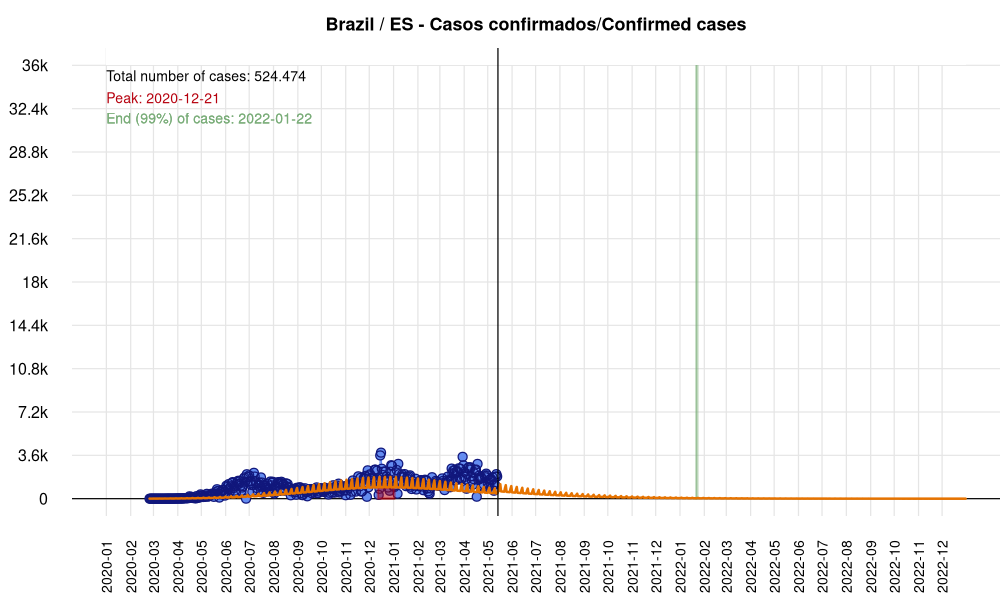 Brazil / ES - Casos confirmados/Confirmed cases
36k
Total number of cases: 524.474
Peak: 2020-12-21
32.4k
End (99%) of cases: 2022-01-22
28.8k
25.2k
21.6k
18k
14.4k
10.8k
7.2k
3.6k
0
2020-01
2020-02
2020-03
2020-04
2020-05
2020-06
2020-07
2020-08
2020-09
2020-10
2020-11
2020-12
2021-01
2021-02
2021-03
2021-04
2021-05
2021-06
2021-07
2021-08
2021-09
2021-10
2021-11
2021-12
2022-01
2022-02
2022-03
2022-04
2022-05
2022-06
2022-07
2022-08
2022-09
2022-10
2022-11
2022-12